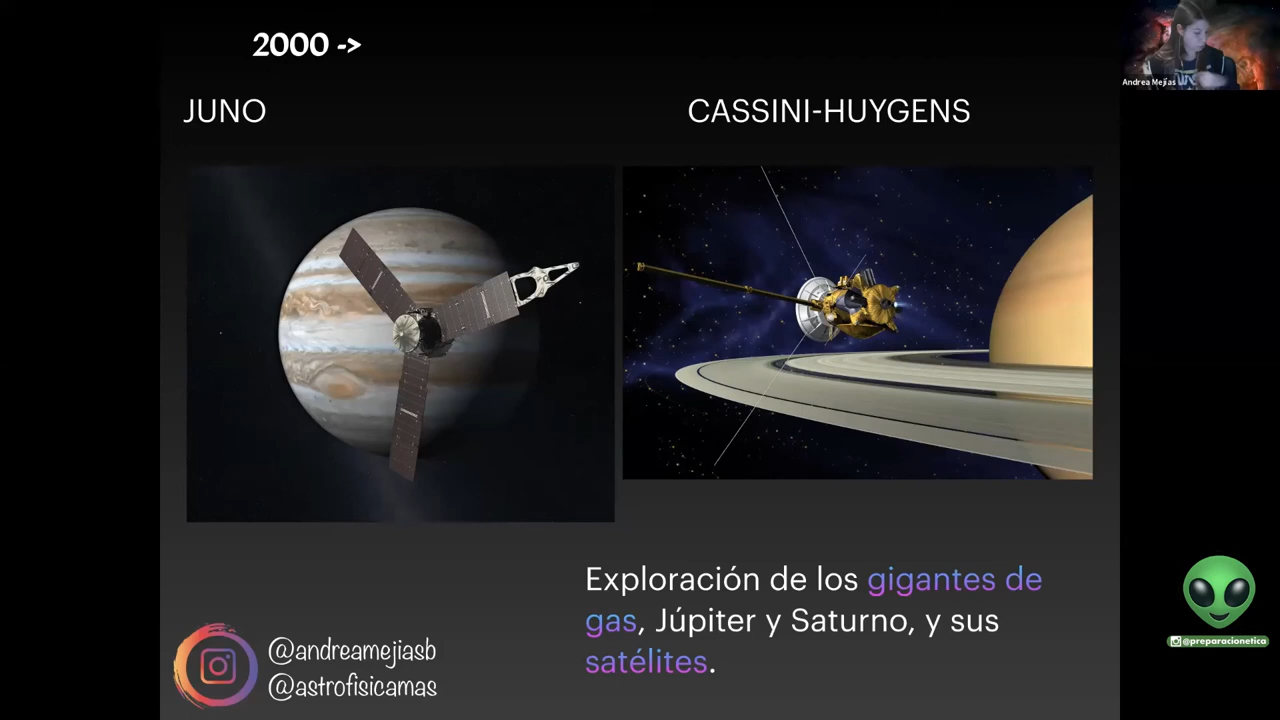 2000 ->
JUNO
CASSINI-HUYGENS
Andrea Mejías
Exploración de los gigantes de
gas, Júpiter y Saturno, y sus
satélites.
@andreamejiasb
@astrofisicamas
@preparacionetica